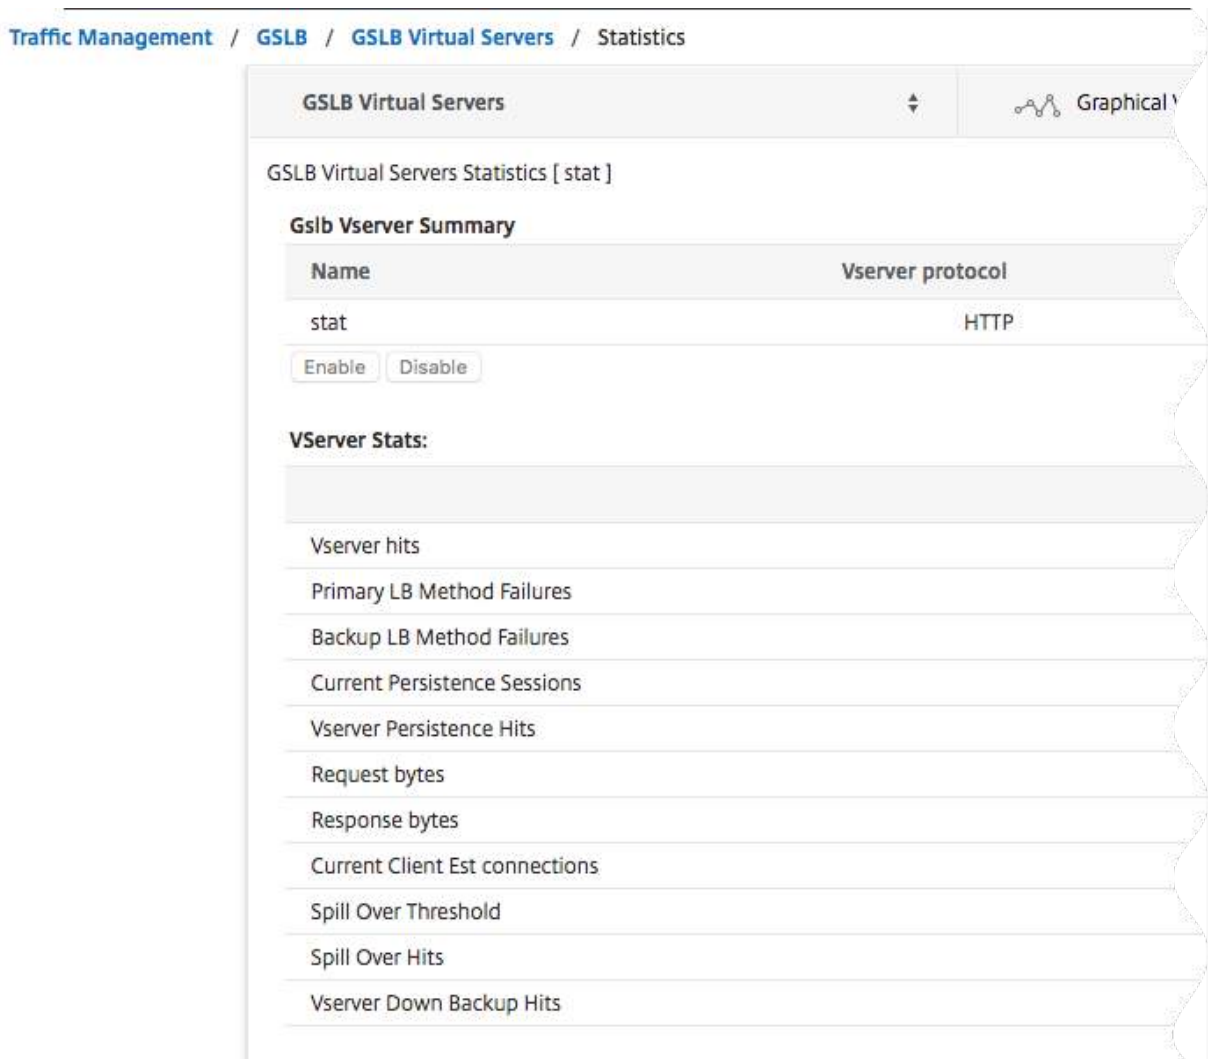 Traffic Management / GSLB / GSLB Virtual Servers / Statistics
GSLB Virtual Servers Graphical
GSLB Virtual Servers Statistics [ stat ]
Gslb Vserver Summary
Name Vserver protocol
stat HTTP
Enable Disable
VServer Stats:
Vserver hits
Primary LB Method Failures
Backup LB Method Failures
Current Persistence Sessions
Vserver Persistence Hits
Request bytes
Response bytes
Current Client Est connections
Spill Over Threshold
Spill Over Hits
Vserver Down Backup Hits